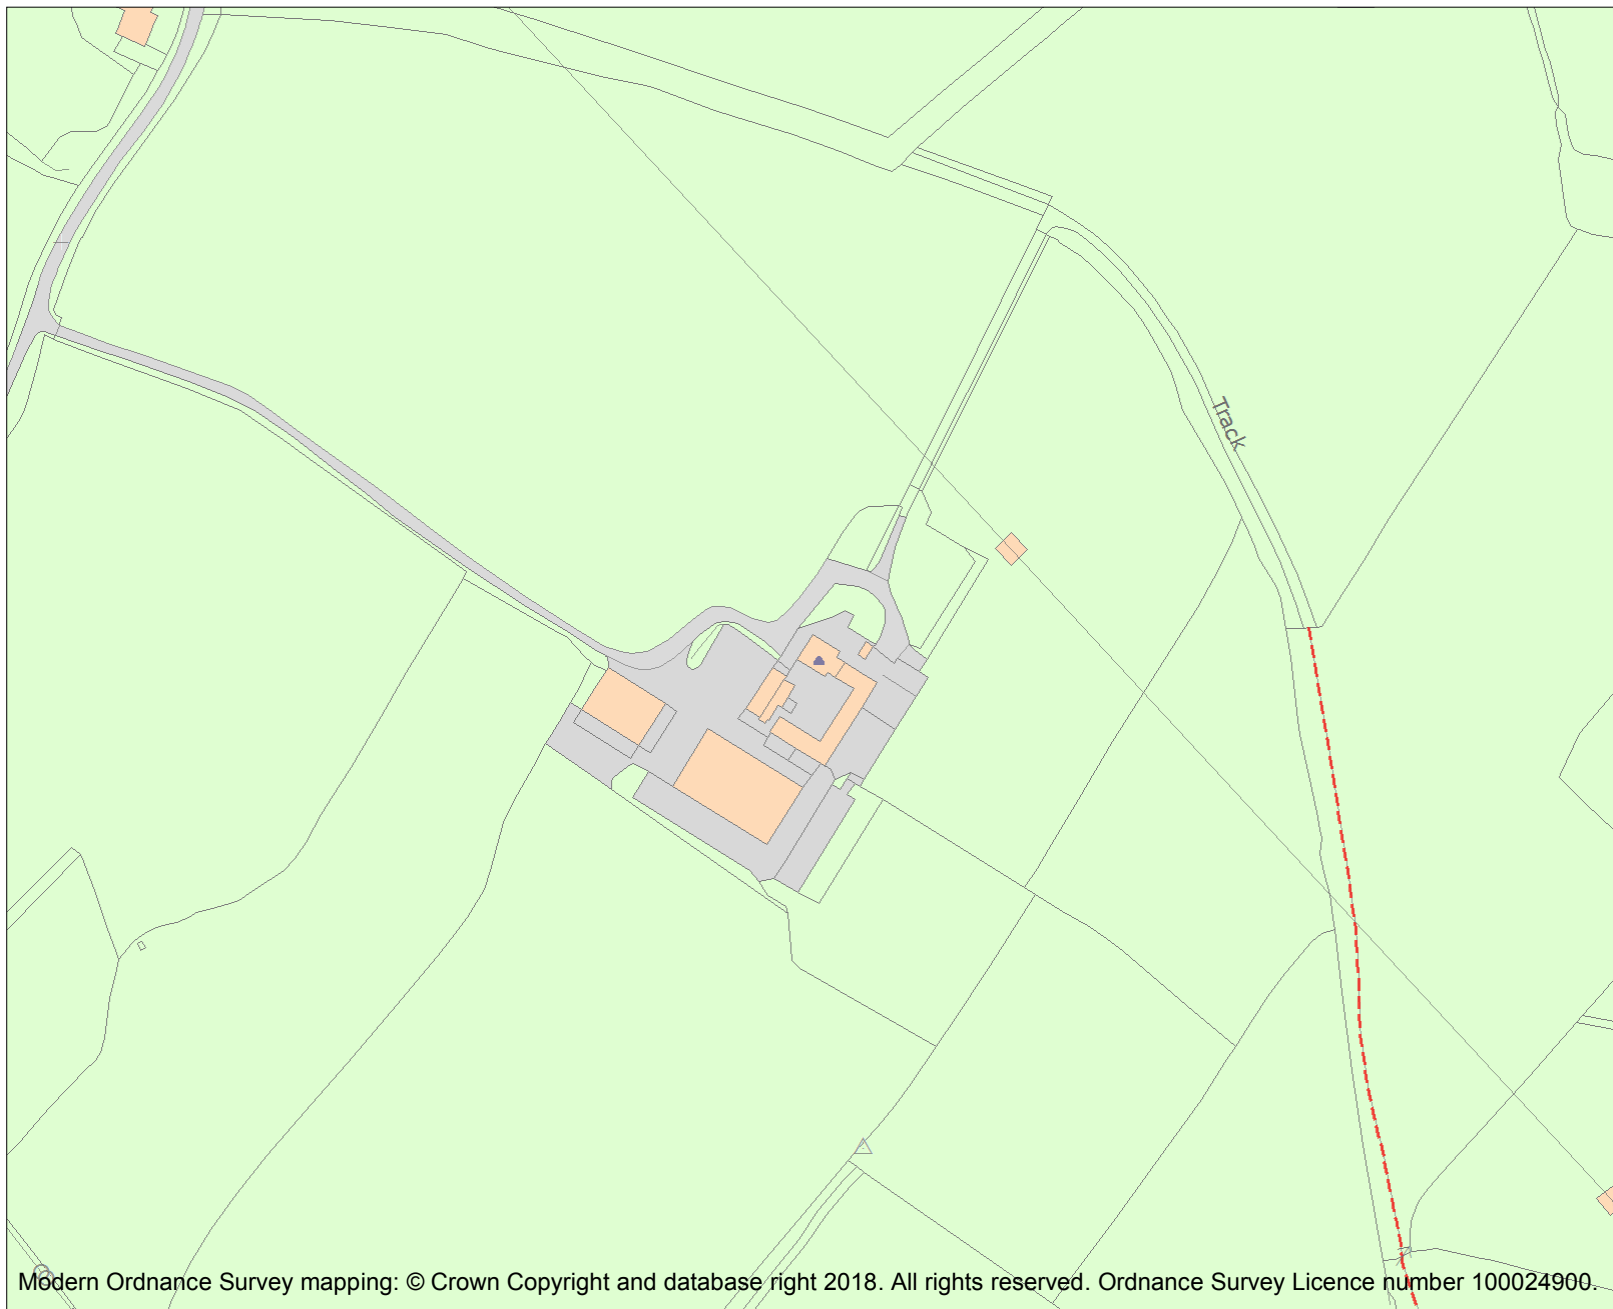 Track
Modern Ordnance Survey mapping: © Crown Copyright and database right 2018. All rights reserved. Ordnance Survey Licence number 100024900.